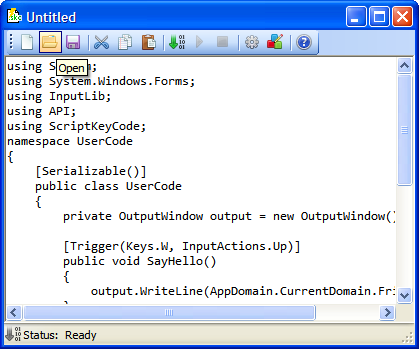 Untitled
Open
using S
using System.Windows.Forms;
using InputLib;
using API;
using ScriptKeyCode;
namespace UserCode
{
    [Serializable()]
    public class UserCode
    {
        private OutputWindow output = new OutputWindow()
        [Trigger(Keys.W, InputActions.Up)]
        public void SayHello()
        {
            output.WriteLine(AppDomain.CurrentDomain.Fri
        }
Status: Ready